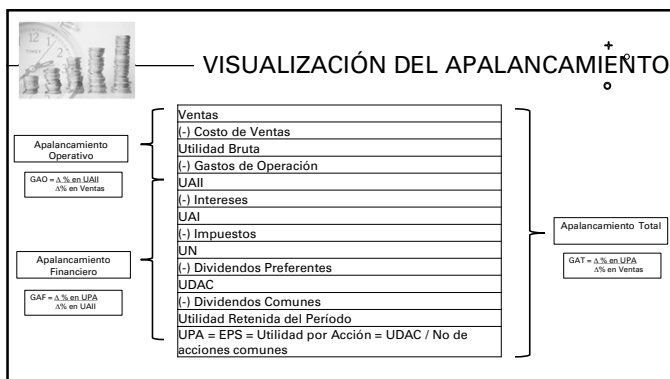 VISUALIZACIÓN DEL APALANCAMIENTO
Apalancamiento
Operativo
GAO = Δ % en UAII
Δ% en Ventas
Apalancamiento
Financiero
GAF = Δ % en UPA
Δ% en UAII
Ventas
(-) Costo de Ventas
Utilidad Bruta
(-) Gastos de Operación
UAII
(-) Intereses
UAI
(-) Impuestos
UN
(-) Dividendos Preferentes
UDAC
(-) Dividendos Comunes
Utilidad Retenida del Período
UPA = EPS = Utilidad por Acción = UDAC / No de
acciones comunes
Apalancamiento Total
GAT = Δ % en UPA
Δ% en Ventas